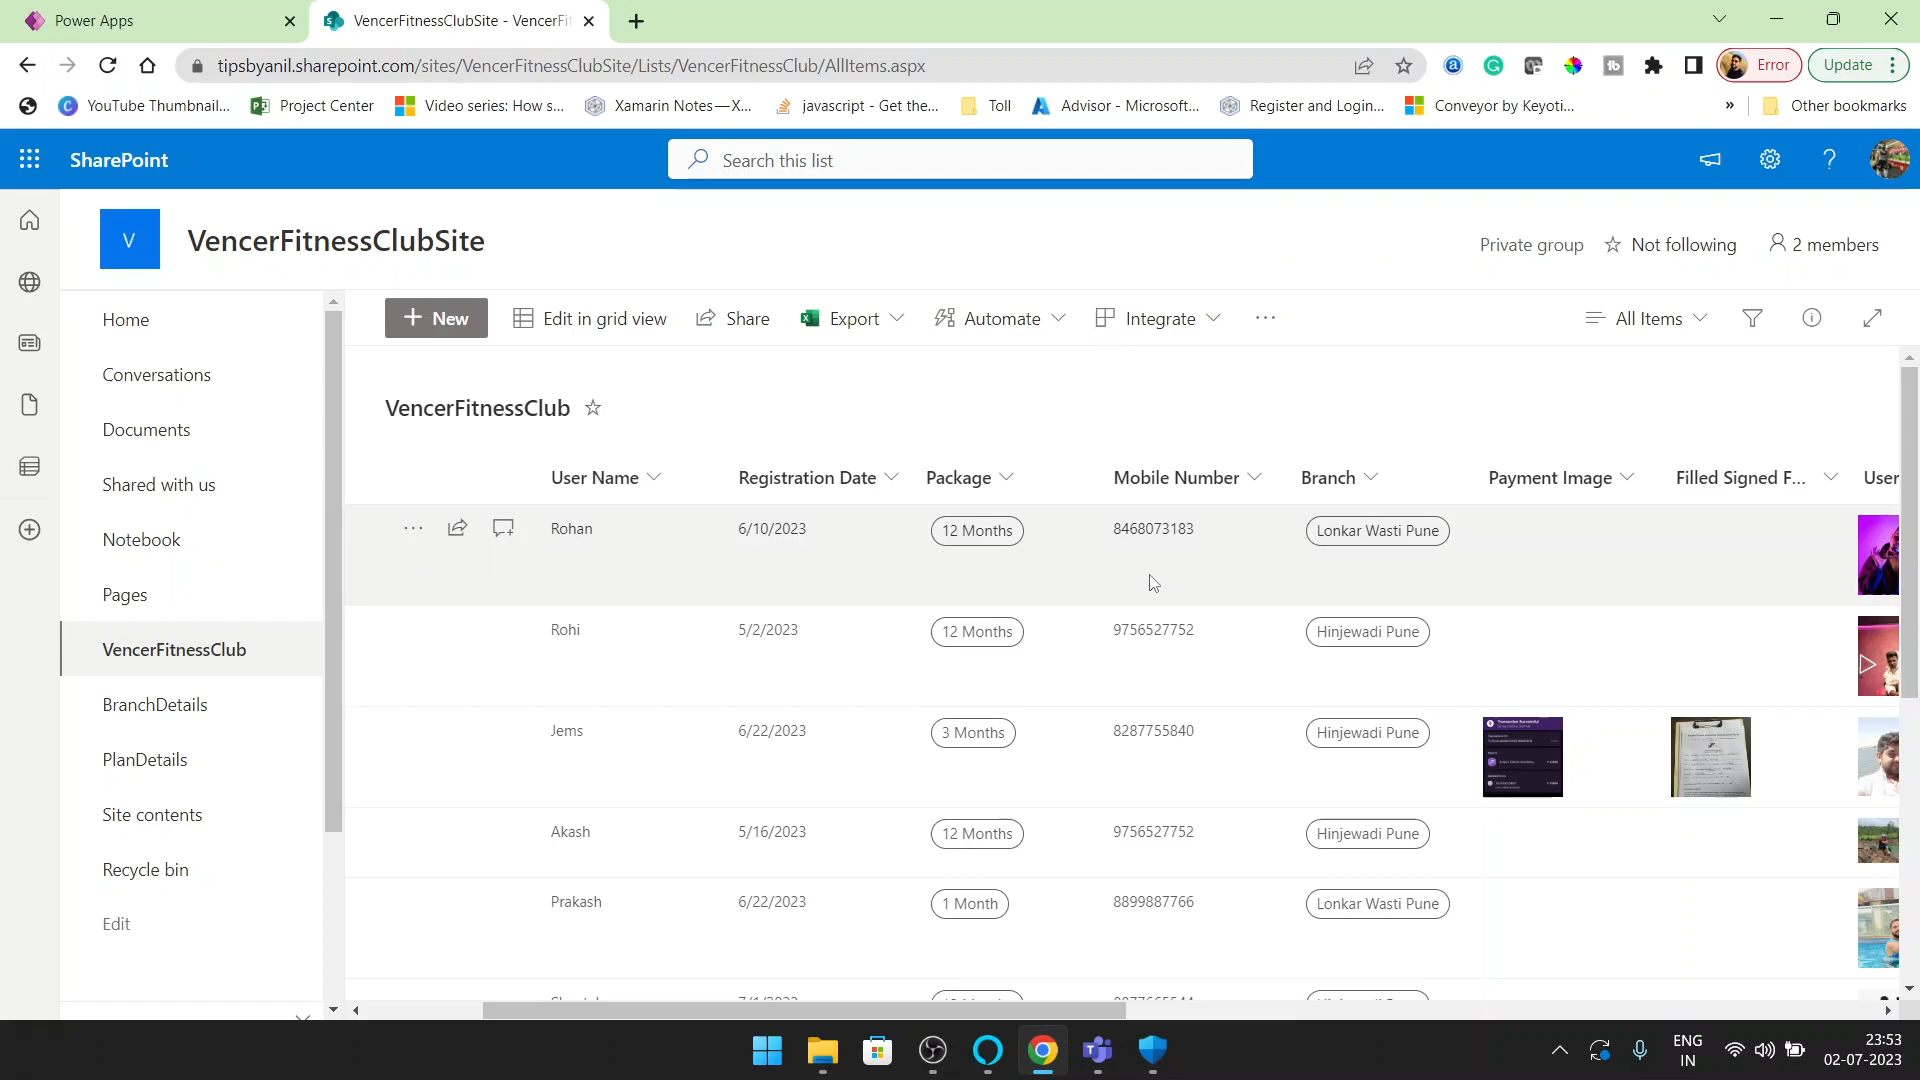 Power Apps
VencerFitnessClubSite - VencerFit
tipsbyanil.sharepoint.com/sites/VencerFitnessClubSite/Lists/VencerFitnessClub/AllItems.aspx
Error
Update
YouTube Thumbnail...
Project Center
Video series: How s...
Xamarin Notes—X...
javascript - Get the...
Toll
Advisor - Microsoft...
Register and Login...
Conveyor by Keyoti...
»
Other bookmarks
SharePoint
Search this list
V
VencerFitnessClubSite
Private group
Not following
2 members
Home
Conversations
Documents
Shared with us
Notebook
Pages
VencerFitnessClub
BranchDetails
PlanDetails
Site contents
Recycle bin
Edit
+ New
Edit in grid view
Share
Export
Automate
Integrate
···
All Items
VencerFitnessClub
User Name Registration Date Package Mobile Number Branch Payment Image Filled Signed F... User
Rohan 6/10/2023 12 Months 8468073183 Lonkar Wasti Pune
Rohi 5/2/2023 12 Months 9756527752 Hinjewadi Pune
Jems 6/22/2023 3 Months 8287755840 Hinjewadi Pune
Akash 5/16/2023 12 Months 9756527752 Hinjewadi Pune
Prakash 6/22/2023 1 Month 8899887766 Lonkar Wasti Pune
ENG
IN
23:53
02-07-2023